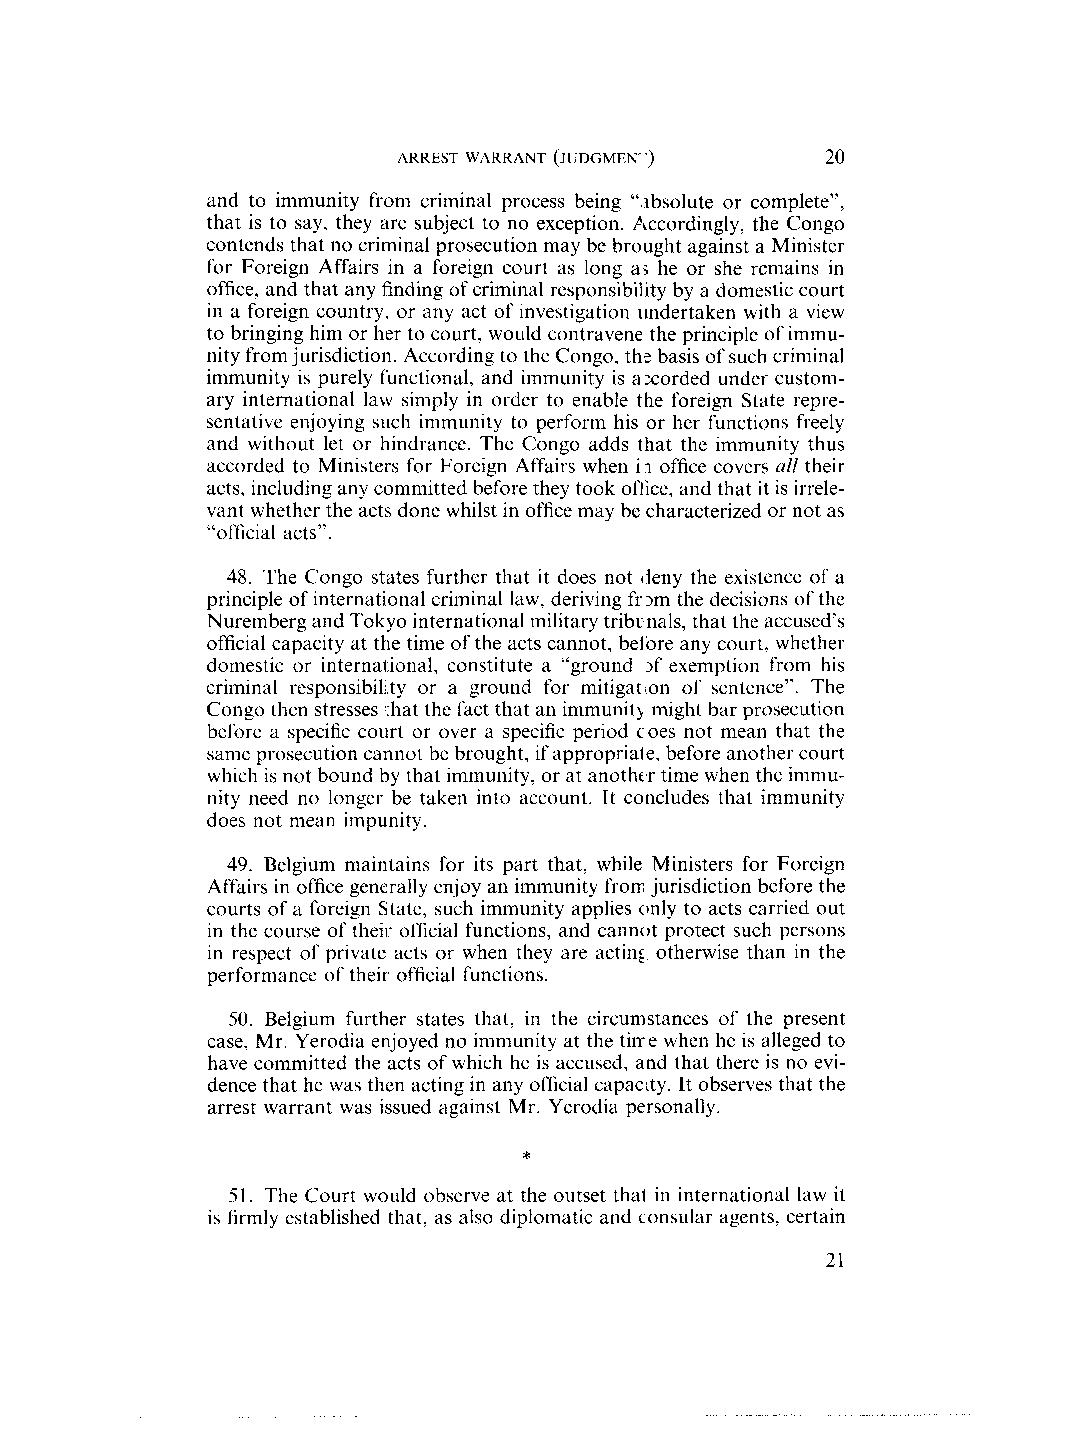 ARREST WARRANT (JUDGMENT) 20
and to immunity from criminal process being “absolute or complete”,
that is to say, they are subject to no exception. Accordingly, the Congo
contends that no criminal prosecution may be brought against a Minister
for Foreign Affairs in a foreign court as long as he or she remains in
office, and that any finding of criminal responsibility by a domestic court
in a foreign country, or any act of investigation undertaken with a view
to bringing him or her to court, would contravene the principle of immu-
nity from jurisdiction. According to the Congo, the basis of such criminal
immunity is purely functional, and immunity is accorded under custom-
ary international law simply in order to enable the foreign State repre-
sentative enjoying such immunity to perform his or her functions freely
and without let or hindrance. The Congo adds that the immunity thus
accorded to Ministers for Foreign Affairs when in office covers all their
acts, including any committed before they took office, and that it is irrele-
vant whether the acts done whilst in office may be characterized or not as
“official acts”.
48. The Congo states further that it does not deny the existence of a
principle of international criminal law, deriving from the decisions of the
Nuremberg and Tokyo international military tribunals, that the accused's
official capacity at the time of the acts cannot, before any court, whether
domestic or international, constitute a “ground of exemption from his
criminal responsibility or a ground for mitigation of sentence”. The
Congo then stresses that the fact that an immunity might bar prosecution
before a specific court or over a specific period does not mean that the
same prosecution cannot be brought, if appropriate, before another court
which is not bound by that immunity, or at another time when the immu-
nity need no longer be taken into account. It concludes that immunity
does not mean impunity.
49. Belgium maintains for its part that, while Ministers for Foreign
Affairs in office generally enjoy an immunity from jurisdiction before the
courts of a foreign State, such immunity applies only to acts carried out
in the course of their official functions, and cannot protect such persons
in respect of private acts or when they are acting otherwise than in the
performance of their official functions.
50. Belgium further states that, in the circumstances of the present
case, Mr. Yerodia enjoyed no immunity at the time when he is alleged to
have committed the acts of which he is accused, and that there is no evi-
dence that he was then acting in any official capacity. It observes that the
arrest warrant was issued against Mr. Yerodia personally.
*
51. The Court would observe at the outset that in international law it
is firmly established that, as also diplomatic and consular agents, certain
21